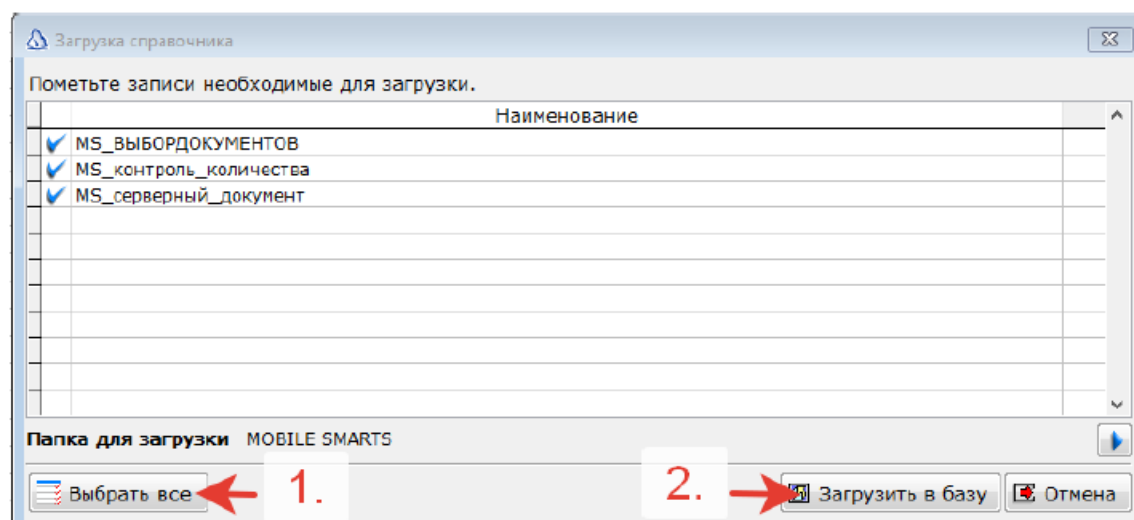 Загрузка справочника
Пометьте записи необходимые для загрузки.
Наименование
MS_ВЫБОРДОКУМЕНТОВ
MS_контроль_количества
MS_серверный_документ
Папка для загрузки MOBILE SMARTS
Выбрать все 1. 2. Загрузить в базу Отмена